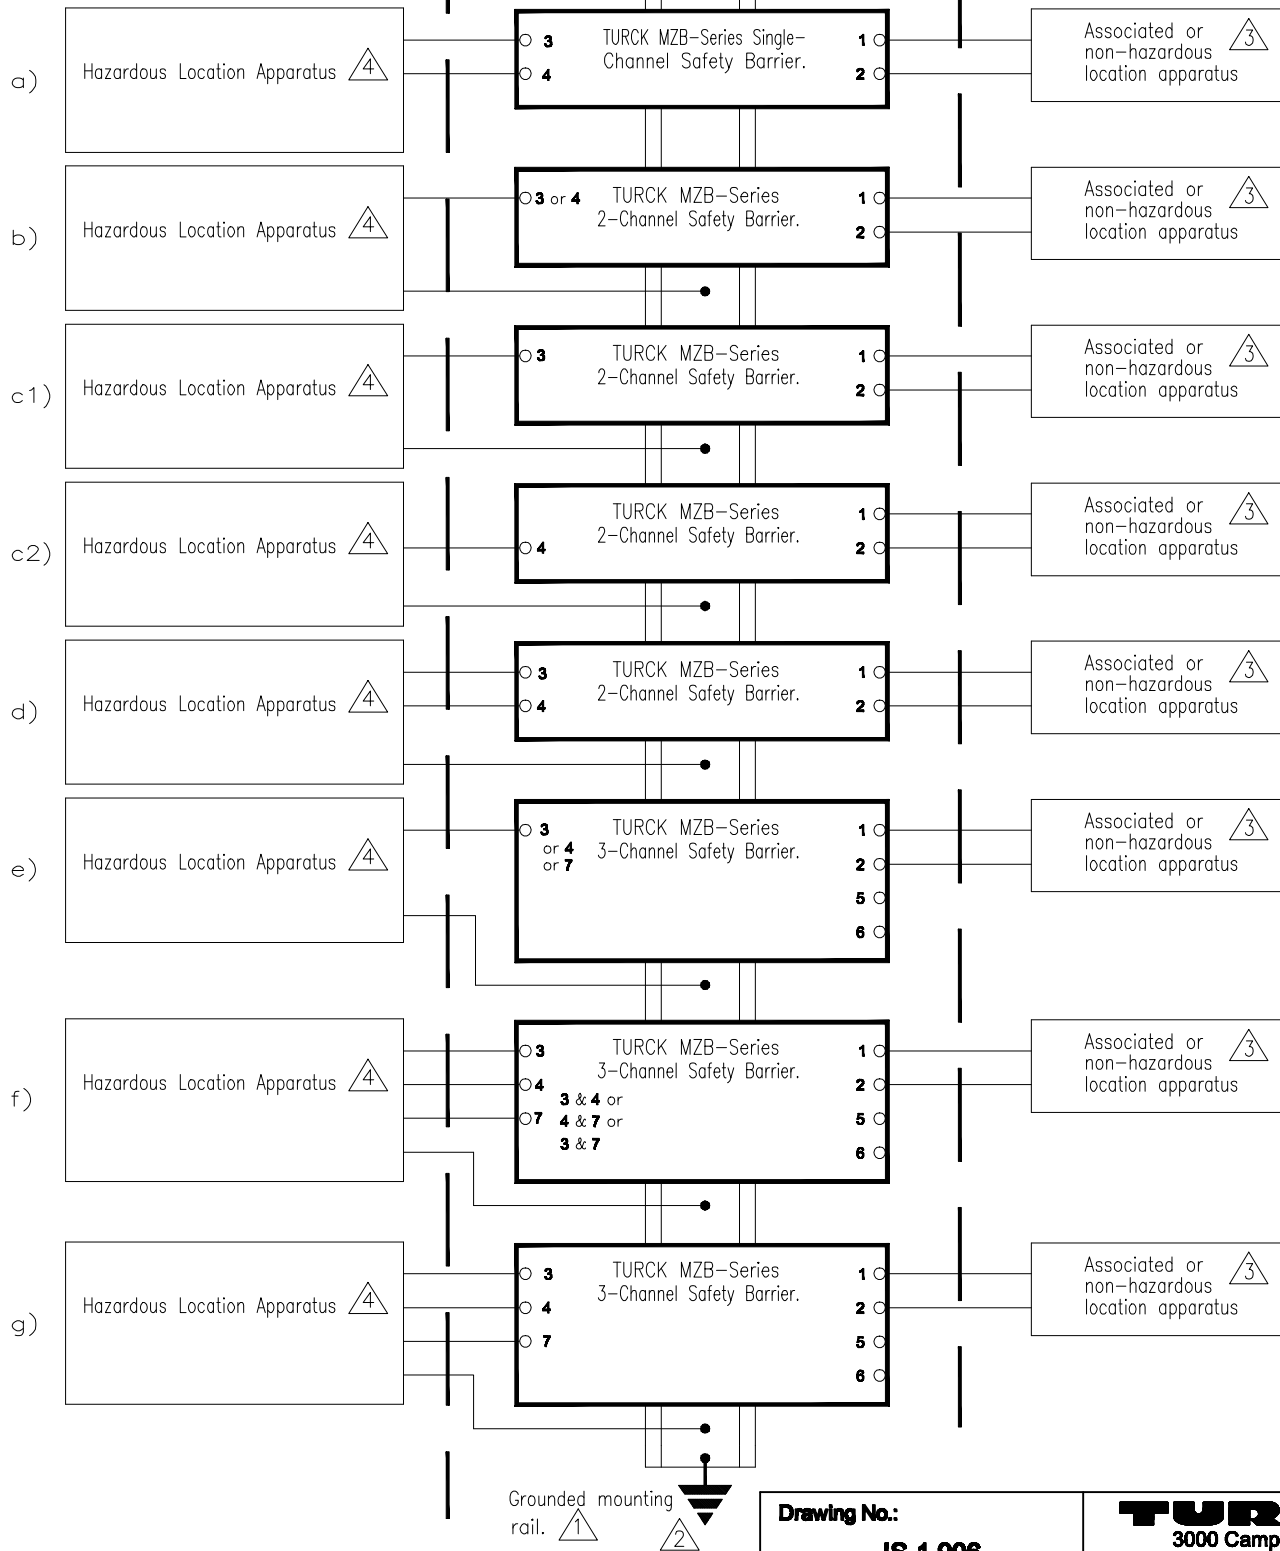 a)
Hazardous Location Apparatus 4
3
4
TURCK MZB-Series Single-
Channel Safety Barrier.
1
2
Associated or
non-hazardous
location apparatus
3
b)
Hazardous Location Apparatus 4
3 or 4
TURCK MZB-Series
2-Channel Safety Barrier.
1
2
Associated or
non-hazardous
location apparatus
3
c1)
Hazardous Location Apparatus 4
3
TURCK MZB-Series
2-Channel Safety Barrier.
1
2
Associated or
non-hazardous
location apparatus
3
c2)
Hazardous Location Apparatus 4
4
TURCK MZB-Series
2-Channel Safety Barrier.
1
2
Associated or
non-hazardous
location apparatus
3
d)
Hazardous Location Apparatus 4
3
4
TURCK MZB-Series
2-Channel Safety Barrier.
1
2
Associated or
non-hazardous
location apparatus
3
e)
Hazardous Location Apparatus 4
3
or 4
or 7
TURCK MZB-Series
3-Channel Safety Barrier.
1
2
5
6
Associated or
non-hazardous
location apparatus
3
f)
Hazardous Location Apparatus 4
3
4
7
3 & 4 or
4 & 7 or
3 & 7
TURCK MZB-Series
3-Channel Safety Barrier.
1
2
5
6
Associated or
non-hazardous
location apparatus
3
g)
Hazardous Location Apparatus 4
3
4
7
TURCK MZB-Series
3-Channel Safety Barrier.
1
2
5
6
Associated or
non-hazardous
location apparatus
3
Grounded mounting
rail. 1
2
Drawing No.:
IS-1.006
TUR
3000 Camp